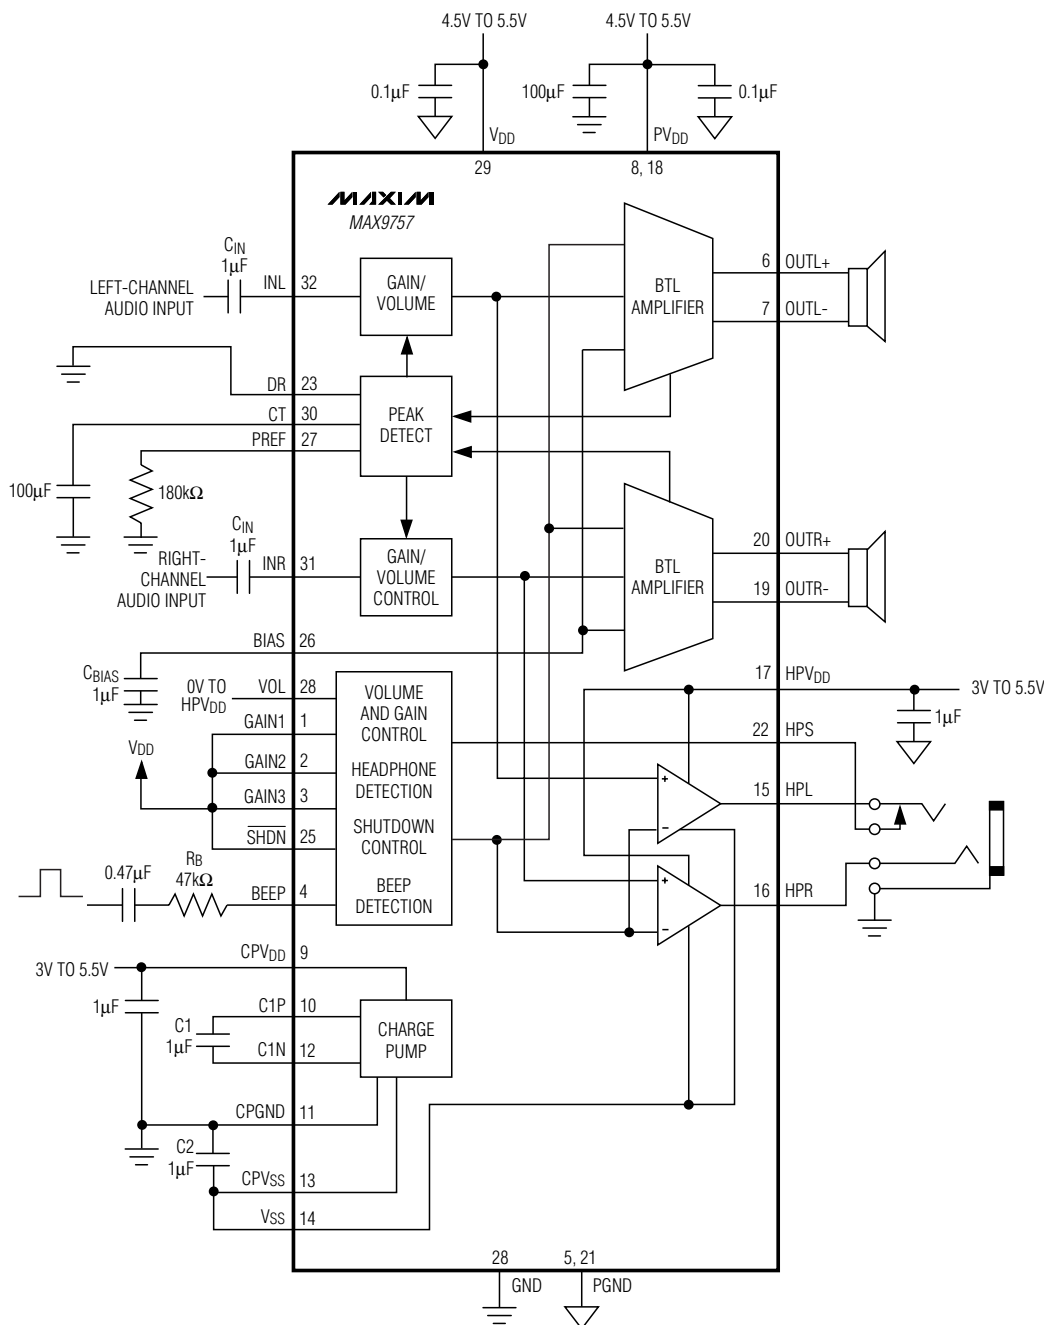 4.5V TO 5.5V
4.5V TO 5.5V
0.1µF
100µF
0.1µF
VDD
PVDD
29
8, 18
MAXIM
MAX9757
CIN
1µF
LEFT-CHANNEL
AUDIO INPUT
INL
32
GAIN/
VOLUME
BTL
AMPLIFIER
6
OUTL+
7
OUTL-
DR
23
CT
30
PREF
27
PEAK
DETECT
100µF
180kΩ
CIN
1µF
RIGHT-
CHANNEL
AUDIO INPUT
INR
31
GAIN/
VOLUME
CONTROL
BTL
AMPLIFIER
20
OUTR+
19
OUTR-
BIAS
26
CBIAS
1µF
0V TO
HPVDD
VOL
28
GAIN1
1
VDD
GAIN2
2
GAIN3
3
SHDN
25
VOLUME
AND GAIN
CONTROL
HEADPHONE
DETECTION
SHUTDOWN
CONTROL
BEEP
DETECTION
17
HPVDD
3V TO 5.5V
1µF
22
HPS
+
−
15
HPL
0.47µF
RB
47kΩ
BEEP
4
+
−
16
HPR
3V TO 5.5V
CPVDD
9
1µF
C1P
10
C1
1µF
C1N
12
CHARGE
PUMP
CPGND
11
C2
1µF
CPVSS
13
VSS
14
28
GND
5, 21
PGND